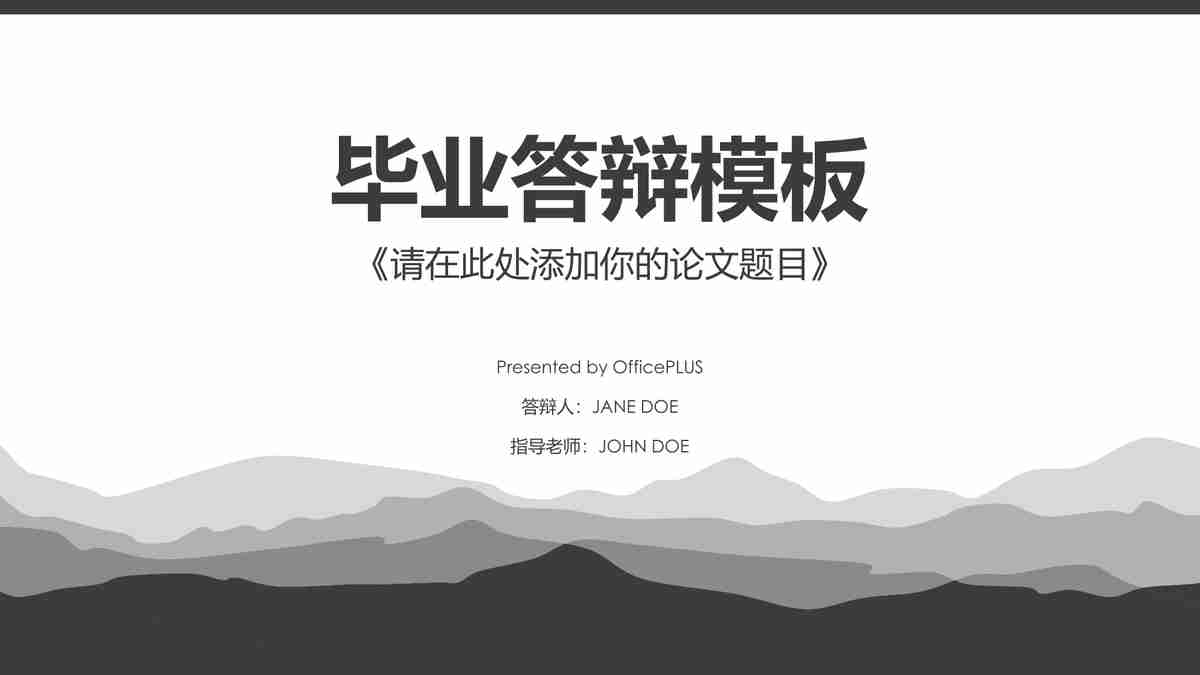 毕业答辩模板
《请在此处添加你的论文题目》
Presented by OfficePLUS
答辩人：JANE DOE
指导老师：JOHN DOE